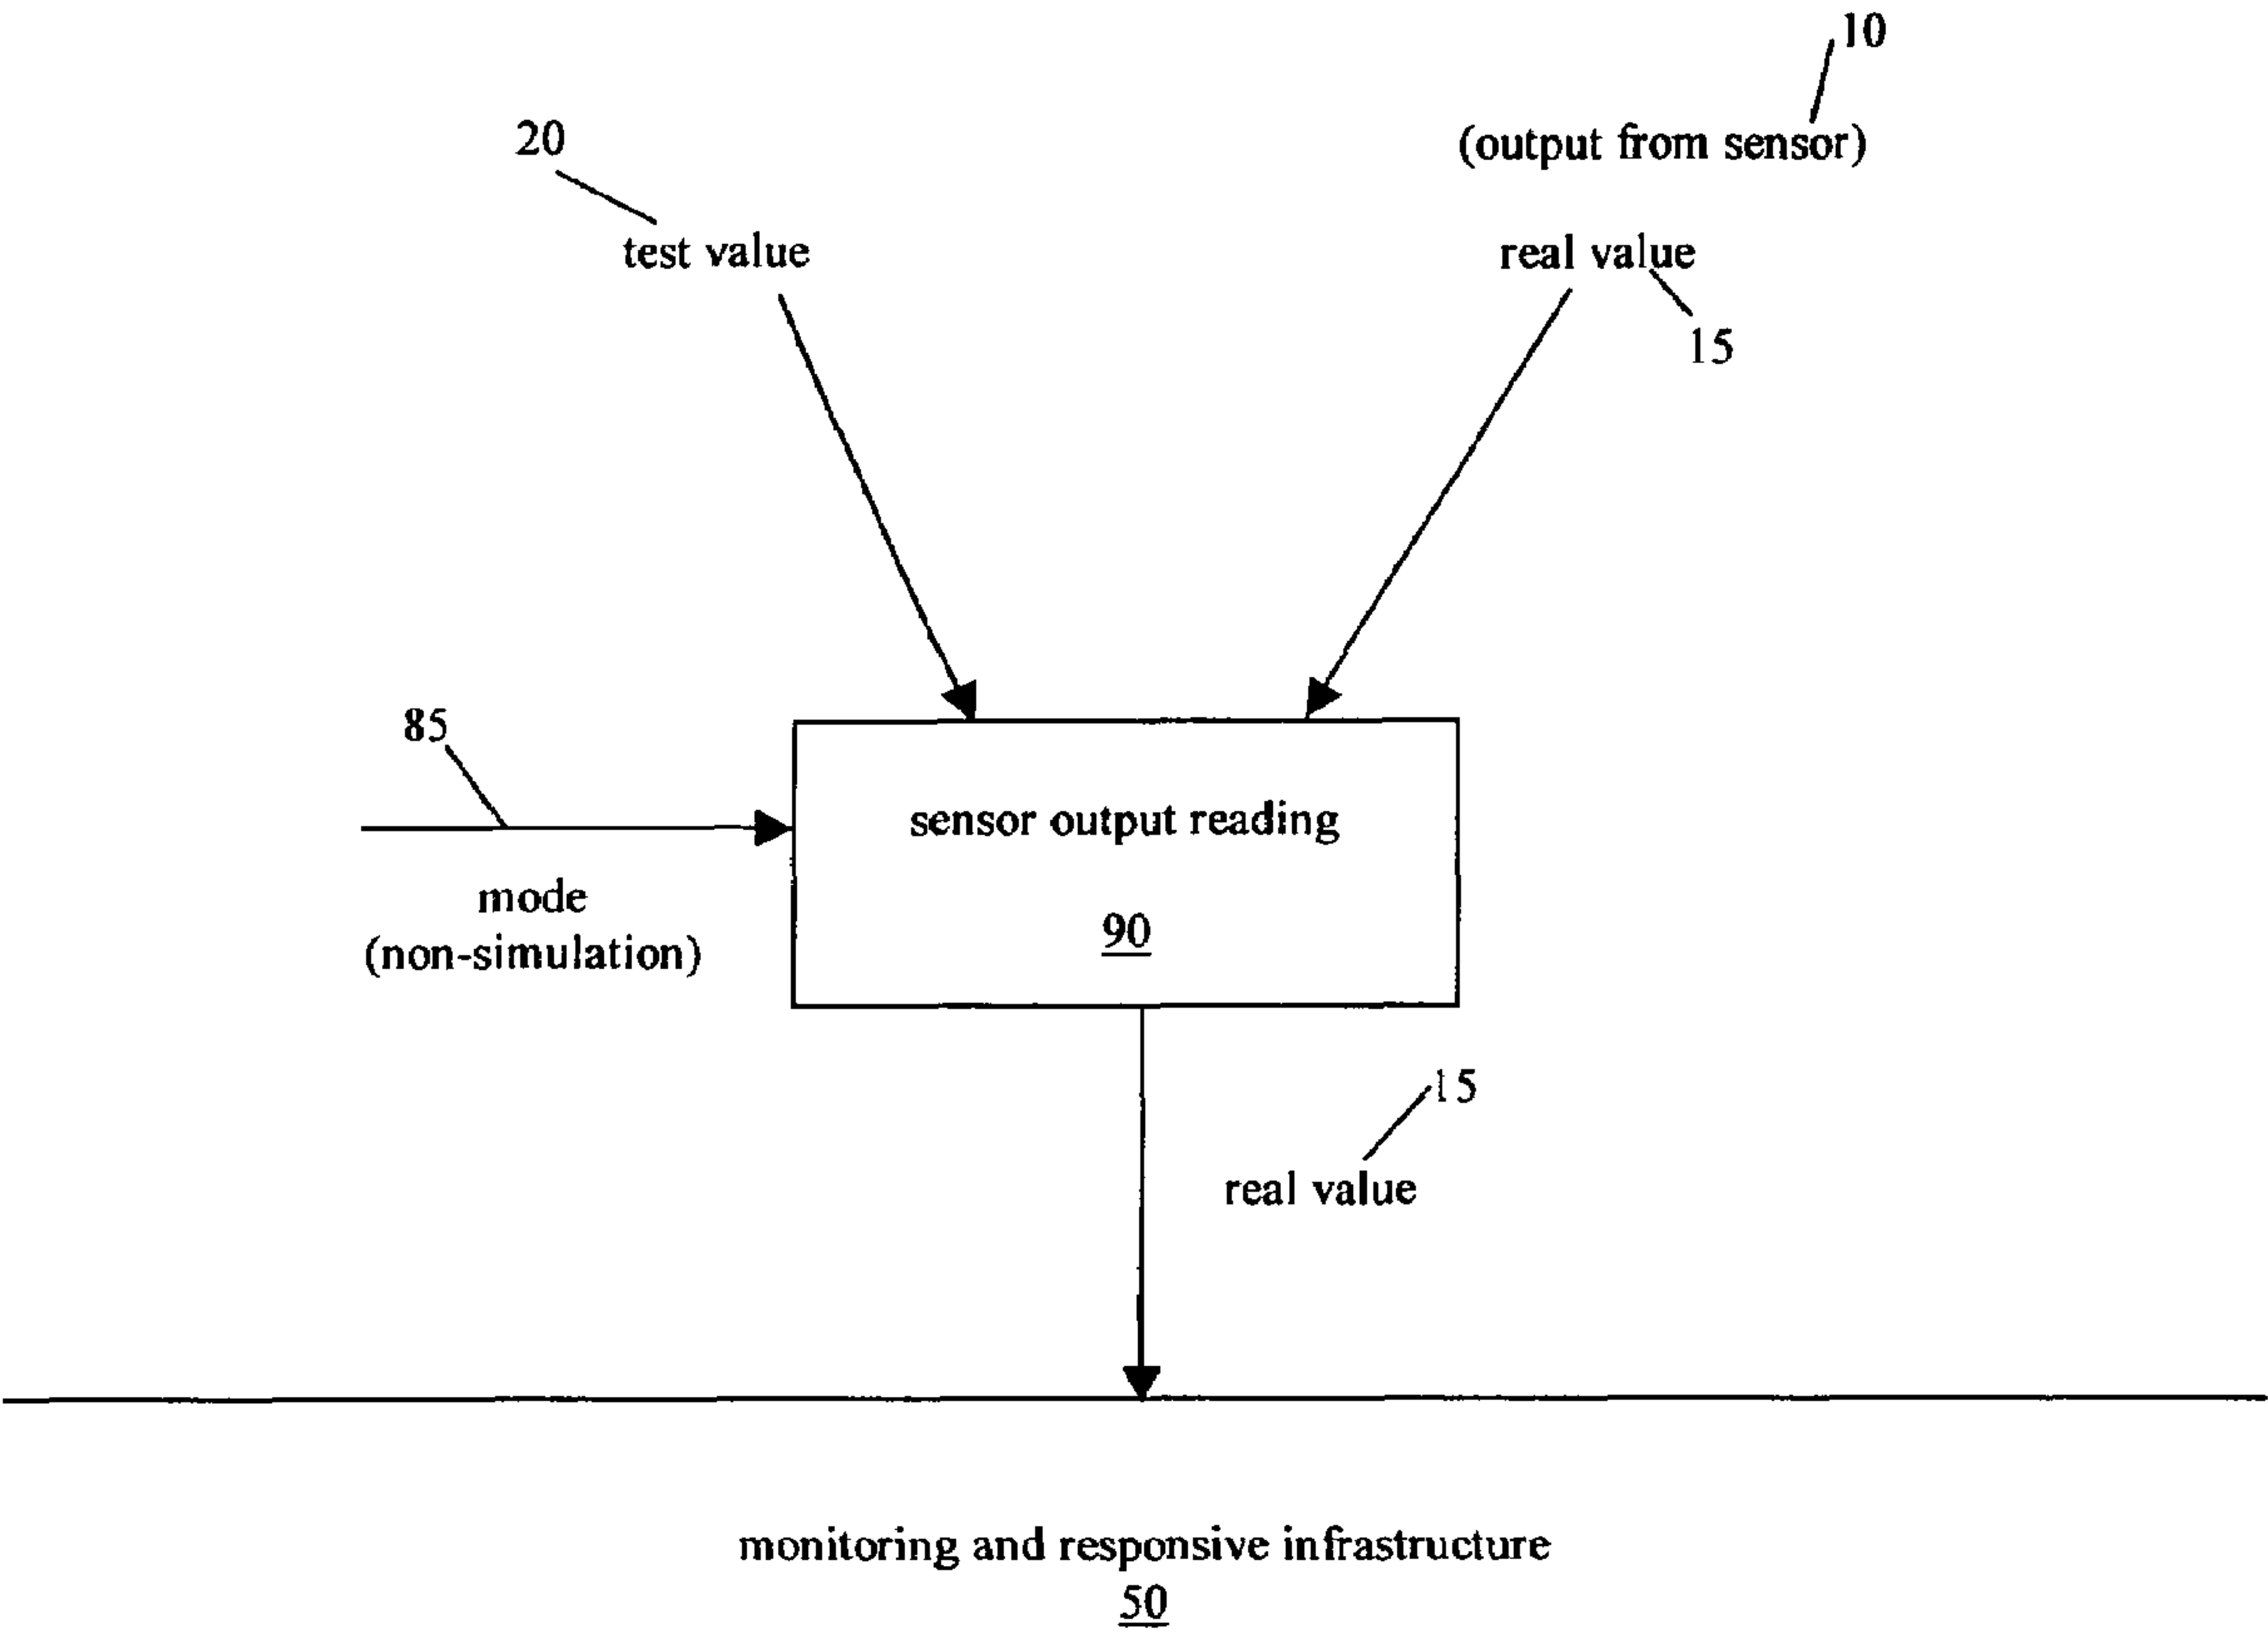 10
(output from sensor)
20
test value
real value
15
85
sensor output reading
mode
(non-simulation)
90
15
real value
monitoring and responsive infrastructure
50